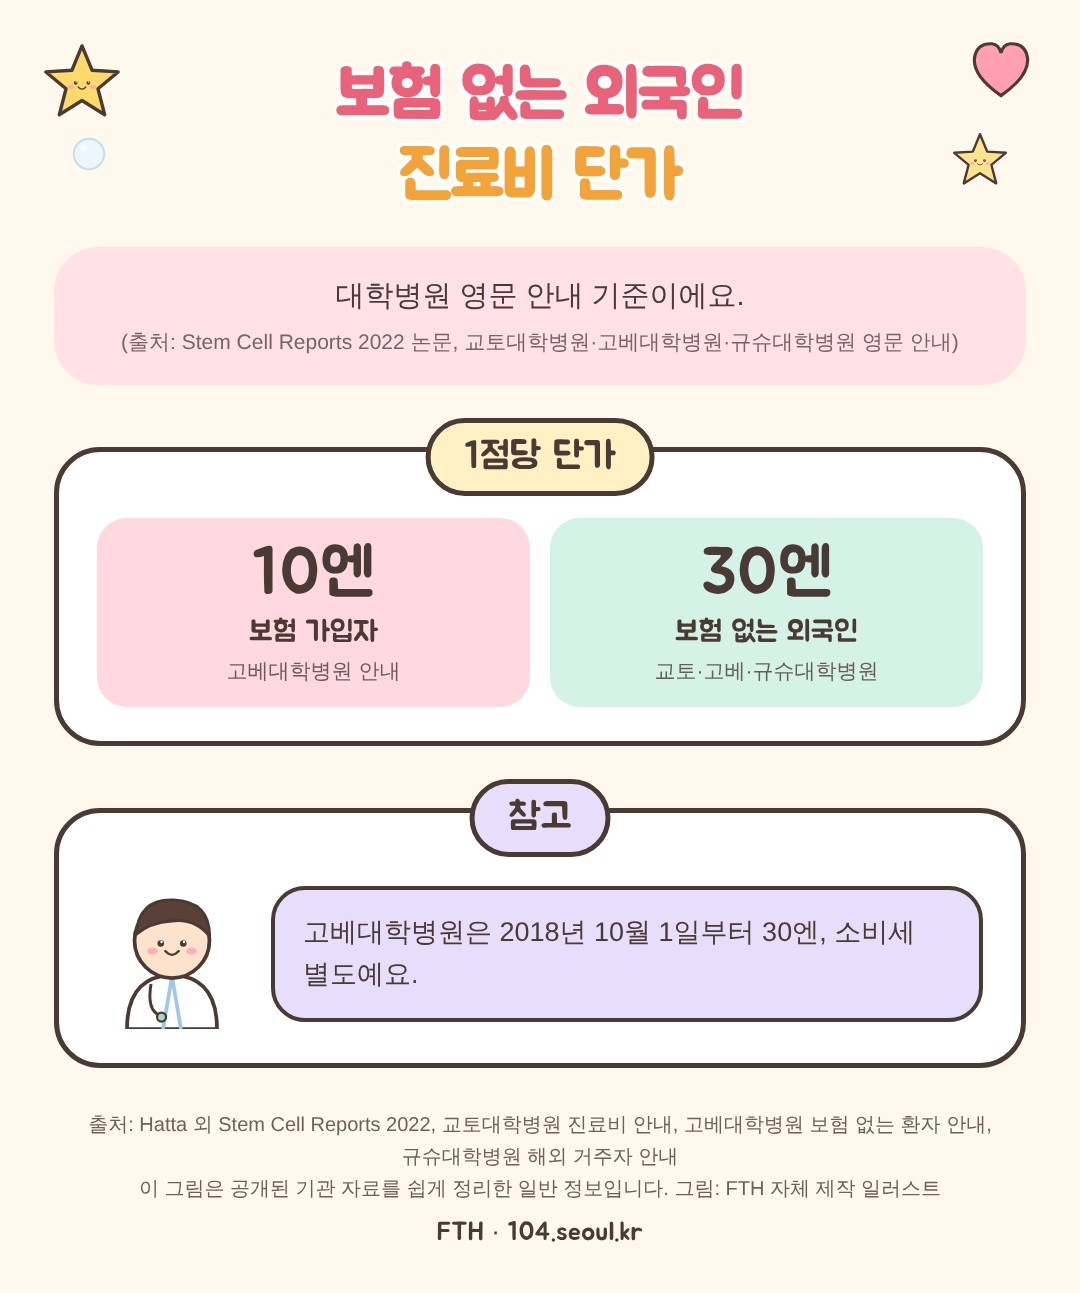 보험 없는 외국인
진료비 단가
대학병원 영문 안내 기준이에요.
(출처: Stem Cell Reports 2022 논문, 교토대학병원·고베대학병원·규슈대학병원 영문 안내)
1점당 단가
10엔
보험 가입자
고베대학병원 안내
30엔
보험 없는 외국인
교토·고베·규슈대학병원
참고
고베대학병원은 2018년 10월 1일부터 30엔, 소비세
별도예요.
출처: Hatta 외 Stem Cell Reports 2022, 교토대학병원 진료비 안내, 고베대학병원 보험 없는 환자 안내,
규슈대학병원 해외 거주자 안내
이 그림은 공개된 기관 자료를 쉽게 정리한 일반 정보입니다. 그림: FTH 자체 제작 일러스트
FTH · 104.seoul.kr